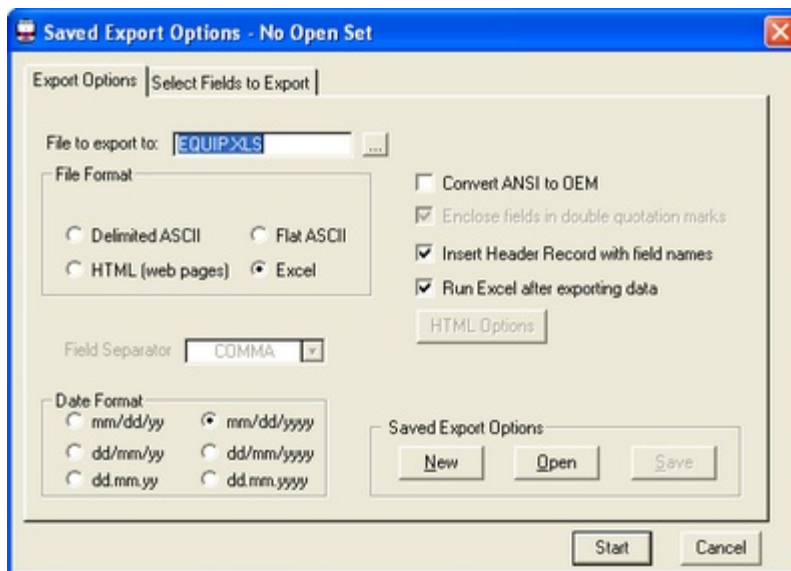 Saved Export Options - No Open Set
Export Options
Select Fields to Export
File to export to: EQUIP.XLS ...
File Format
Delimited ASCII
Flat ASCII
HTML (web pages)
Excel
Convert ANSI to OEM
Enclose fields in double quotation marks
Insert Header Record with field names
Run Excel after exporting data
HTML Options
Field Separator COMMA
Date Format
mm/dd/yy
mm/dd/yyyy
dd/mm/yy
dd/mm/yyyy
dd.mm.yy
dd.mm.yyyy
Saved Export Options
New
Open
Save
Start
Cancel